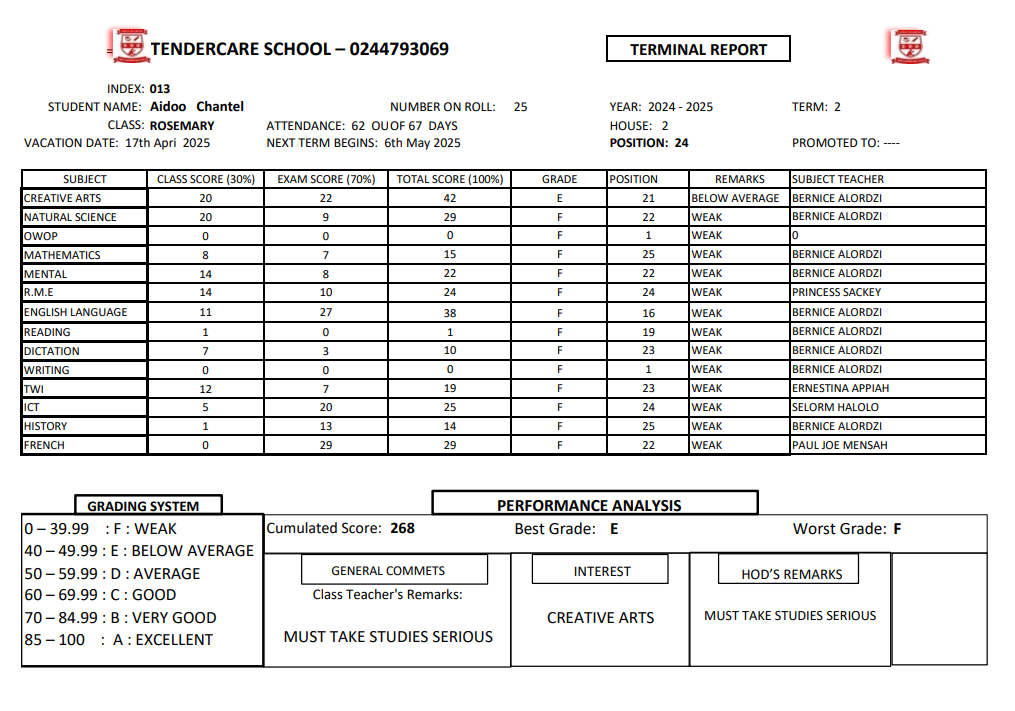 TENDERCARE SCHOOL – 0244793069
TERMINAL REPORT
INDEX: 013
STUDENT NAME: Aidoo Chantel NUMBER ON ROLL: 25 YEAR: 2024 - 2025 TERM: 2
CLASS: ROSEMARY ATTENDANCE: 62 OUOF 67 DAYS HOUSE: 2
VACATION DATE: 17th Apri 2025 NEXT TERM BEGINS: 6th May 2025 POSITION: 24 PROMOTED TO: ----
SUBJECT CLASS SCORE (30%) EXAM SCORE (70%) TOTAL SCORE (100%) GRADE POSITION REMARKS SUBJECT TEACHER
CREATIVE ARTS 20 22 42 E 21 BELOW AVERAGE BERNICE ALORDZI
NATURAL SCIENCE 20 9 29 F 22 WEAK BERNICE ALORDZI
OWOP 0 0 0 F 1 WEAK 0
MATHEMATICS 8 7 15 F 25 WEAK BERNICE ALORDZI
MENTAL 14 8 22 F 22 WEAK BERNICE ALORDZI
R.M.E 14 10 24 F 24 WEAK PRINCESS SACKEY
ENGLISH LANGUAGE 11 27 38 F 16 WEAK BERNICE ALORDZI
READING 1 0 1 F 19 WEAK BERNICE ALORDZI
DICTATION 7 3 10 F 23 WEAK BERNICE ALORDZI
WRITING 0 0 0 F 1 WEAK BERNICE ALORDZI
TWI 12 7 19 F 23 WEAK ERNESTINA APPIAH
ICT 5 20 25 F 24 WEAK SELORM HALOLO
HISTORY 1 13 14 F 25 WEAK BERNICE ALORDZI
FRENCH 0 29 29 F 22 WEAK PAUL JOE MENSAH
GRADING SYSTEM
0 – 39.99 : F : WEAK
40 – 49.99 : E : BELOW AVERAGE
50 – 59.99 : D : AVERAGE
60 – 69.99 : C : GOOD
70 – 84.99 : B : VERY GOOD
85 – 100 : A : EXCELLENT
PERFORMANCE ANALYSIS
Cumulated Score: 268 Best Grade: E Worst Grade: F
GENERAL COMMETS
Class Teacher's Remarks:
MUST TAKE STUDIES SERIOUS
INTEREST
CREATIVE ARTS
HOD'S REMARKS
MUST TAKE STUDIES SERIOUS